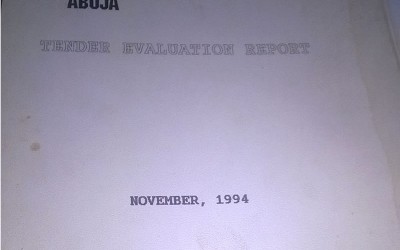 ABUJA
TENDER EVALUATION REPORT
NOVEMBER, 1994